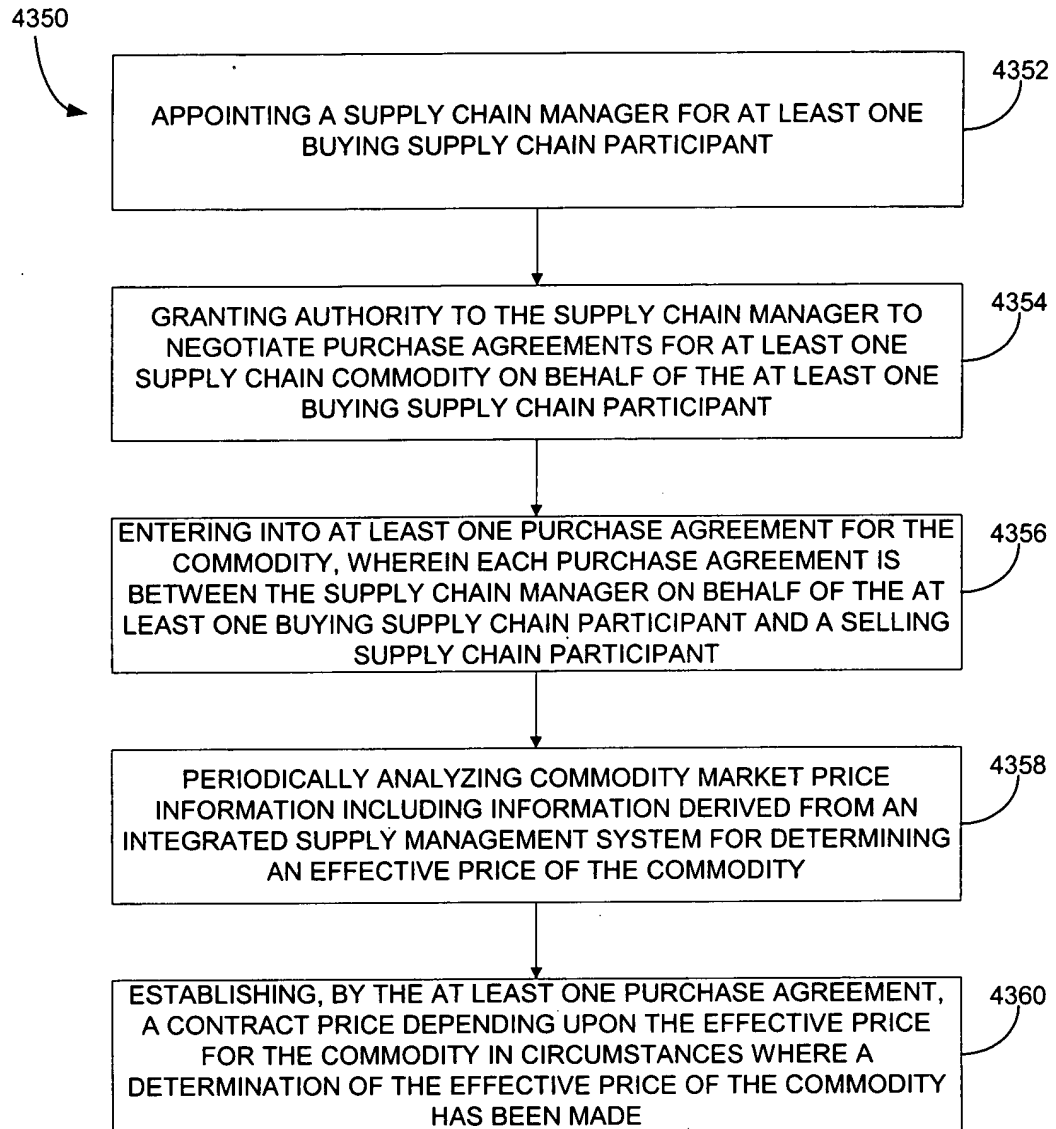 4350
4352
APPOINTING A SUPPLY CHAIN MANAGER FOR AT LEAST ONE
BUYING SUPPLY CHAIN PARTICIPANT
4354
GRANTING AUTHORITY TO THE SUPPLY CHAIN MANAGER TO
NEGOTIATE PURCHASE AGREEMENTS FOR AT LEAST ONE
SUPPLY CHAIN COMMODITY ON BEHALF OF THE AT LEAST ONE
BUYING SUPPLY CHAIN PARTICIPANT
4356
ENTERING INTO AT LEAST ONE PURCHASE AGREEMENT FOR THE
COMMODITY, WHEREIN EACH PURCHASE AGREEMENT IS
BETWEEN THE SUPPLY CHAIN MANAGER ON BEHALF OF THE AT
LEAST ONE BUYING SUPPLY CHAIN PARTICIPANT AND A SELLING
SUPPLY CHAIN PARTICIPANT
4358
PERIODICALLY ANALYZING COMMODITY MARKET PRICE
INFORMATION INCLUDING INFORMATION DERIVED FROM AN
INTEGRATED SUPPLY MANAGEMENT SYSTEM FOR DETERMINING
AN EFFECTIVE PRICE OF THE COMMODITY
4360
ESTABLISHING, BY THE AT LEAST ONE PURCHASE AGREEMENT,
A CONTRACT PRICE DEPENDING UPON THE EFFECTIVE PRICE
FOR THE COMMODITY IN CIRCUMSTANCES WHERE A
DETERMINATION OF THE EFFECTIVE PRICE OF THE COMMODITY
HAS BEEN MADE